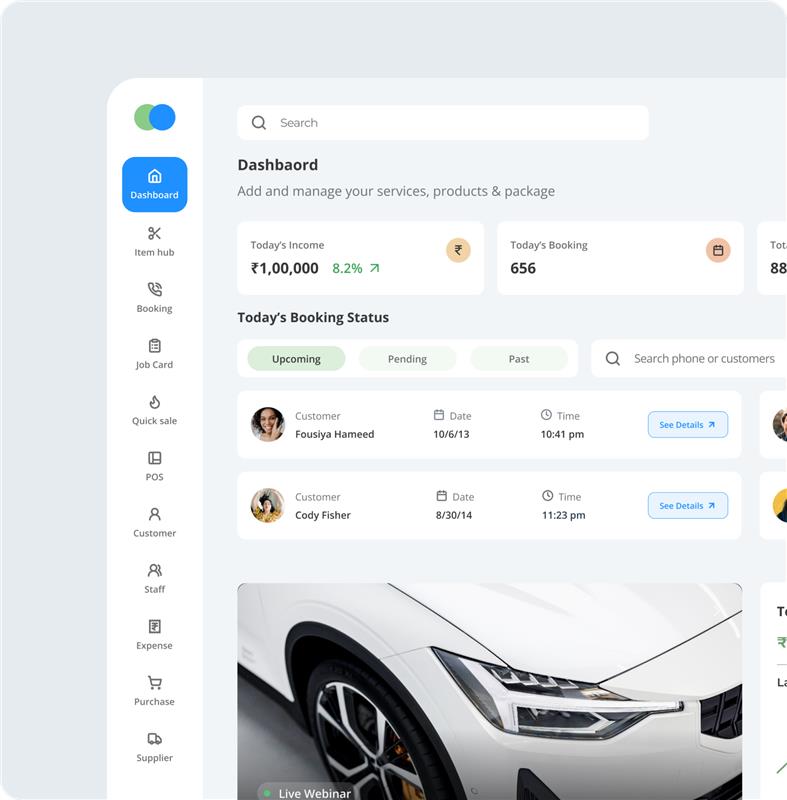 Search
Dashbaord
Add and manage your services, products & package
Dashboard
Item hub
Booking
Job Card
Quick sale
POS
Customer
Staff
Expense
Purchase
Supplier
Today's Income
₹1,00,000 8.2%
₹
Today's Booking
656
88
Today's Booking Status
Upcoming Pending Past
Search phone or customers
Customer Date Time
Fousiya Hameed 10/6/13 10:41 pm
See Details
Customer Date Time
Cody Fisher 8/30/14 11:23 pm
See Details
Live Webinar
₹